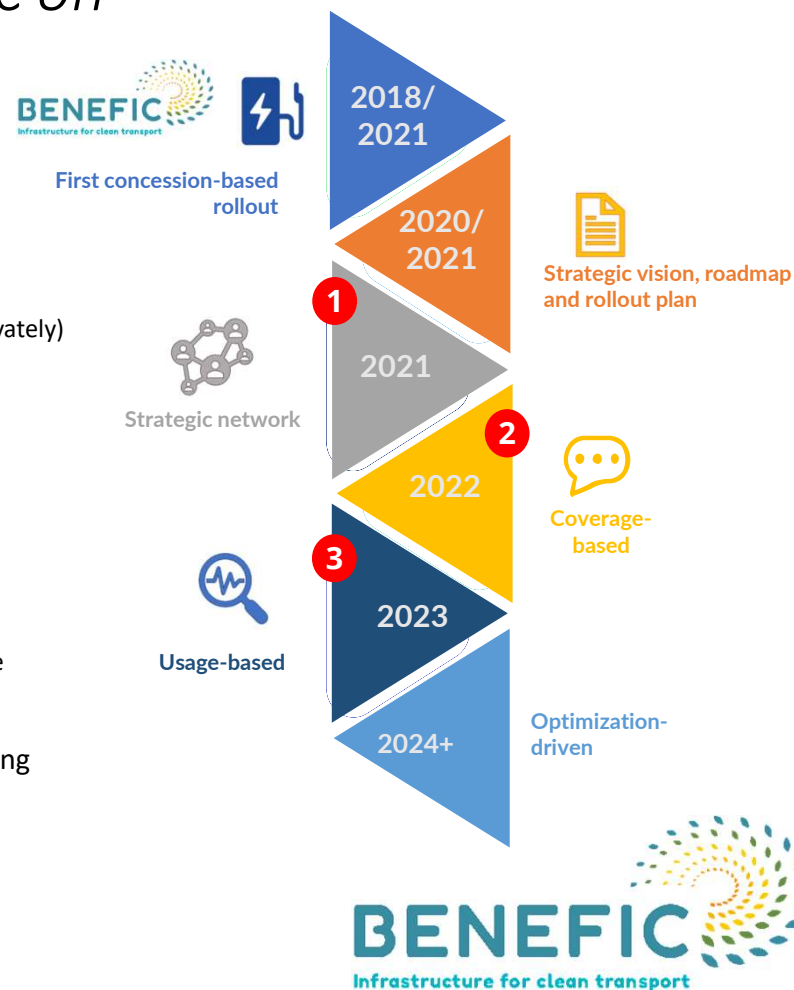 BENEFIC
Infrastructure for clean transport
2018/
2021
First concession-based
rollout
2020/
2021
Strategic vision, roadmap
and rollout plan
1
vately)
2021
Strategic network
2
2022
Coverage-
based
3
2023
Usage-based
e
Optimization-
driven
2024+
ng
BENEFIC
Infrastructure for clean transport